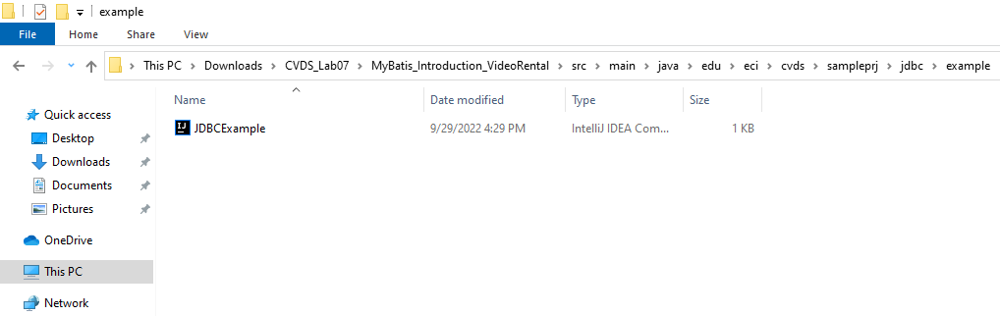 example
File Home Share View
This PC Downloads CVDS_Lab07 MyBatis_Introduction_VideoRental src main java edu eci cvds sampleprj jdbc example
Name Date modified Type Size
Quick access
JDBCExample 9/29/2022 4:29 PM IntelliJ IDEA Com... 1 KB
Desktop
Downloads
Documents
Pictures
OneDrive
This PC
Network